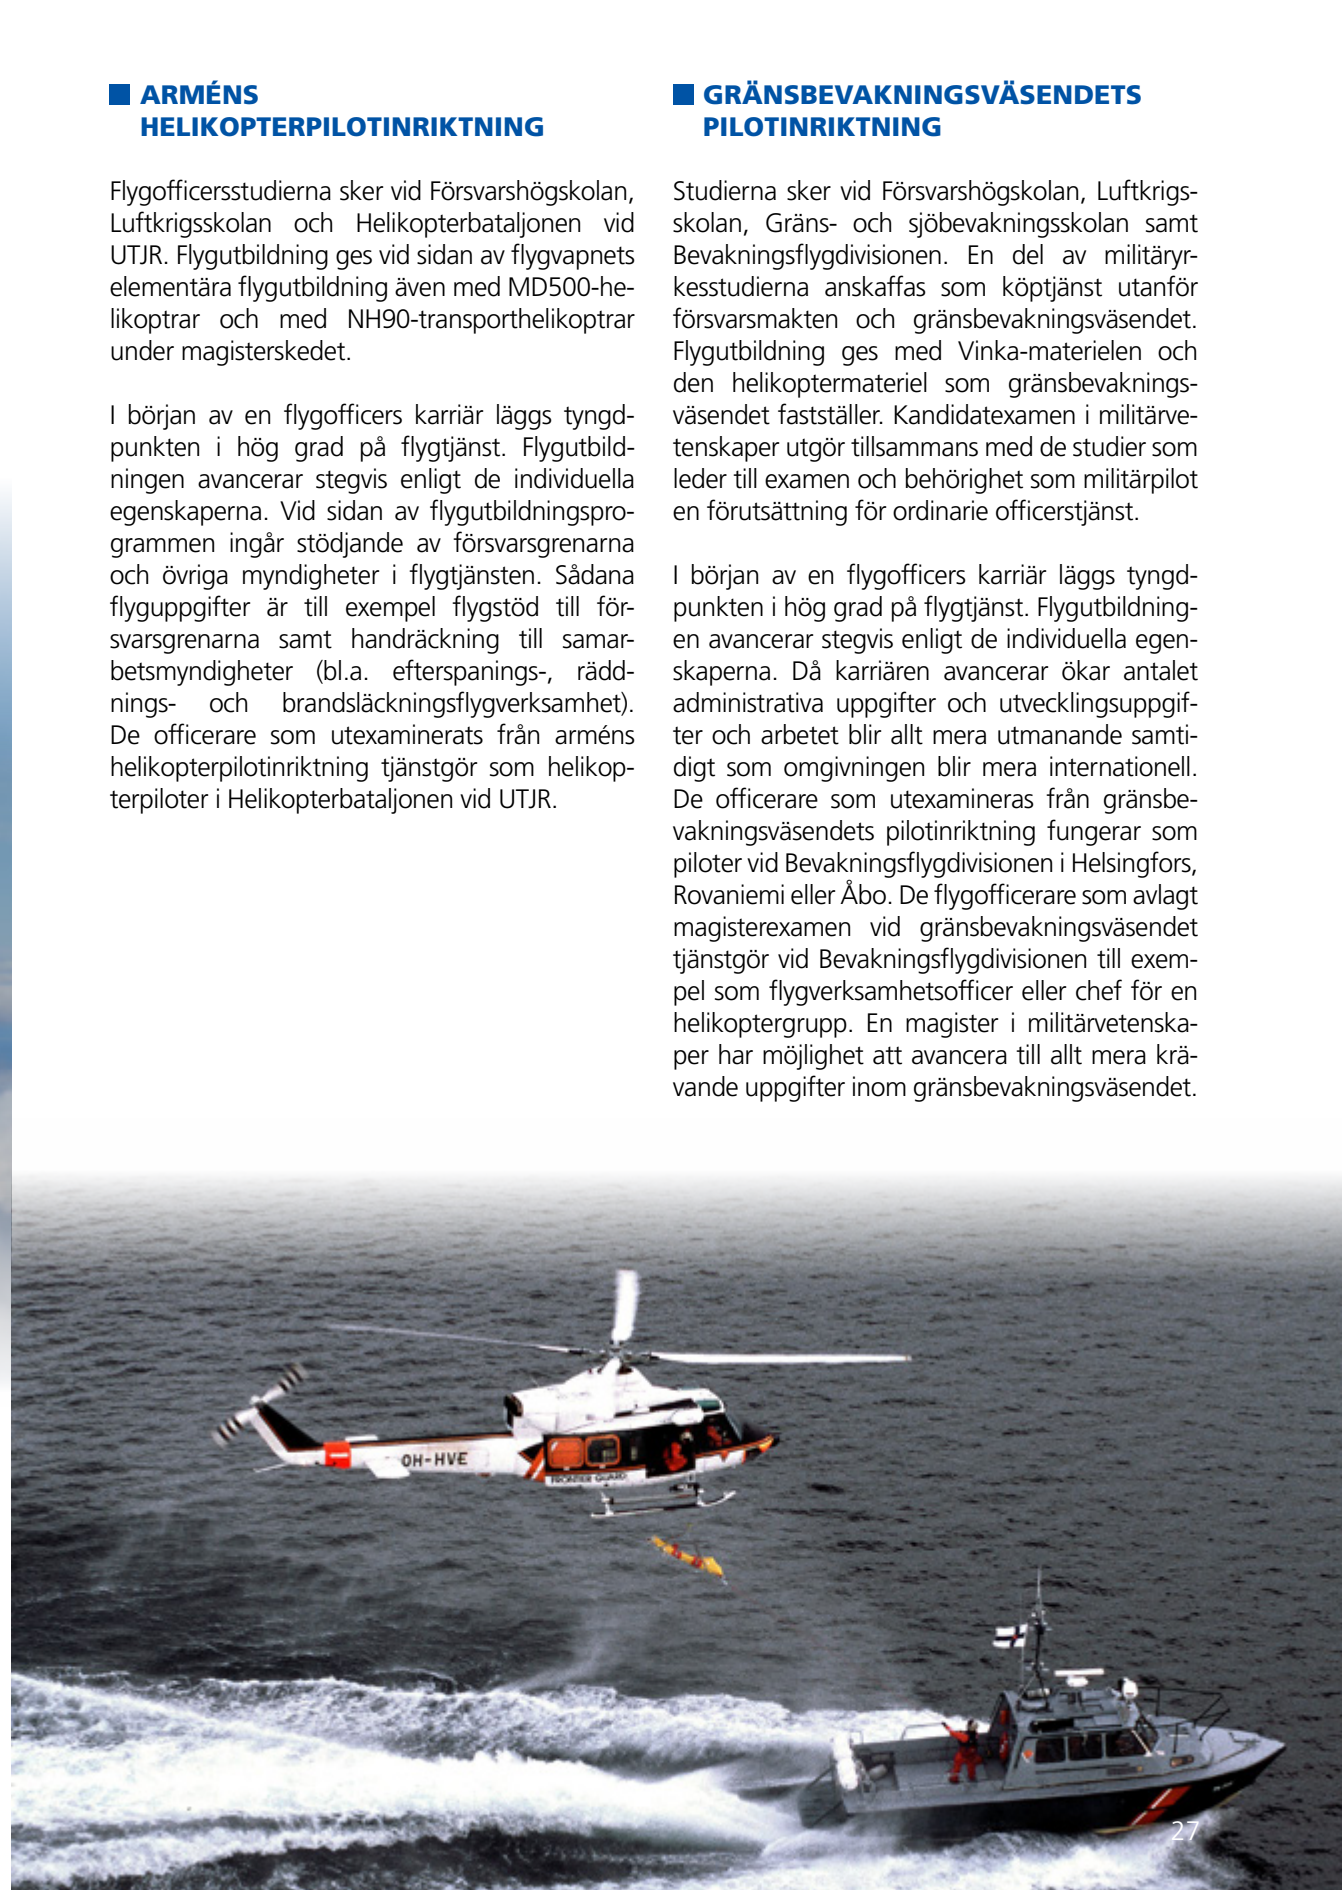 ARMÉNS
HELIKOPTERPILOTINRIKTNING
Flygofficersstudierna sker vid Försvarshögskolan,
Luftkrigsskolan och Helikopterbataljonen vid
UTJR. Flygutbildning ges vid sidan av flygvapnets
elementära flygutbildning även med MD500-he-
likoptrar och med NH90-transporthelikoptrar
under magisterskedet.
I början av en flygofficers karriär läggs tyngd-
punkten i hög grad på flygtjänst. Flygutbild-
ningen avancerar stegvis enligt de individuella
egenskaperna. Vid sidan av flygutbildningspro-
grammen ingår stödjande av försvarsgrenarna
och övriga myndigheter i flygtjänsten. Sådana
flyguppgifter är till exempel flygstöd till för-
svarsgrenarna samt handräckning till samar-
betsmyndigheter (bl.a. efterspanings-, rädd-
nings- och brandsläckningsflygverksamhet).
De officerare som utexaminerats från arméns
helikopterpilotinriktning tjänstgör som helikop-
terpiloter i Helikopterbataljonen vid UTJR.
GRÄNSBEVAKNINGSVÄSENDETS
PILOTINRIKTNING
Studierna sker vid Försvarshögskolan, Luftkrigs-
skolan, Gräns- och sjöbevakningsskolan samt
Bevakningsflygdivisionen. En del av militäryr-
kesstudierna anskaffas som köptjänst utanför
försvarsmakten och gränsbevakningsväsendet.
Flygutbildning ges med Vinka-materielen och
den helikoptermateriel som gränsbevaknings-
väsendet fastställer. Kandidatexamen i militärve-
tenskaper utgör tillsammans med de studier som
leder till examen och behörighet som militärpilot
en förutsättning för ordinarie officerstjänst.
I början av en flygofficers karriär läggs tyngd-
punkten i hög grad på flygtjänst. Flygutbildning-
en avancerar stegvis enligt de individuella egen-
skaperna. Då karriären avancerar ökar antalet
administrativa uppgifter och utvecklingsuppgif-
ter och arbetet blir allt mera utmanande samti-
digt som omgivningen blir mera internationell.
De officerare som utexamineras från gränsbe-
vakningsväsendets pilotinriktning fungerar som
piloter vid Bevakningsflygdivisionen i Helsingfors,
Rovaniemi eller Åbo. De flygofficerare som avlagt
magisterexamen vid gränsbevakningsväsendet
tjänstgör vid Bevakningsflygdivisionen till exem-
pel som flygverksamhetsofficer eller chef för en
helikoptergrupp. En magister i militärvetenska-
per har möjlighet att avancera till allt mera krä-
vande uppgifter inom gränsbevakningsväsendet.
OH-HVE
FRONTIER GUARD
27